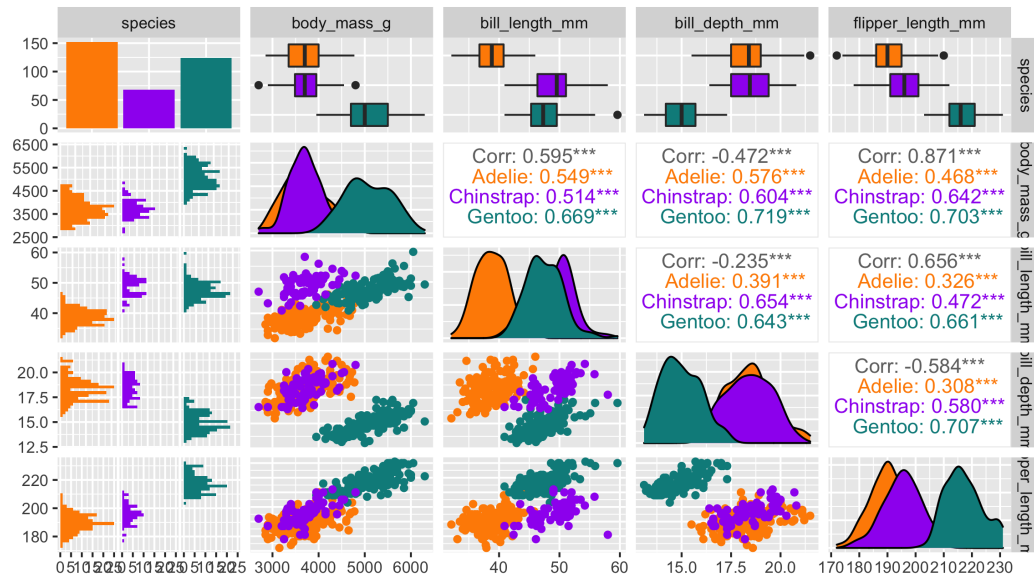 species
body_mass_g
bill_length_mm
bill_depth_mm
flipper_length_mm
150
100
50
0
species
6500
5500
4500
3500
2500
Corr: 0.595***
Adelie: 0.549***
Chinstrap: 0.514***
Gentoo: 0.669***
Corr: -0.472***
Adelie: 0.576***
Chinstrap: 0.604***
Gentoo: 0.719***
Corr: 0.871***
Adelie: 0.468***
Chinstrap: 0.642***
Gentoo: 0.703***
body_mass_g
60
50
40
Corr: -0.235***
Adelie: 0.391***
Chinstrap: 0.654***
Gentoo: 0.643***
Corr: 0.656***
Adelie: 0.326***
Chinstrap: 0.472***
Gentoo: 0.661***
bill_length_mm
20.0
17.5
15.0
12.5
Corr: -0.584***
Adelie: 0.308***
Chinstrap: 0.580***
Gentoo: 0.707***
bill_depth_mm
220
200
180
3000 4000 5000 6000
40 50 60
15.0 17.5 20.0
170 180 190 200 210 220 230